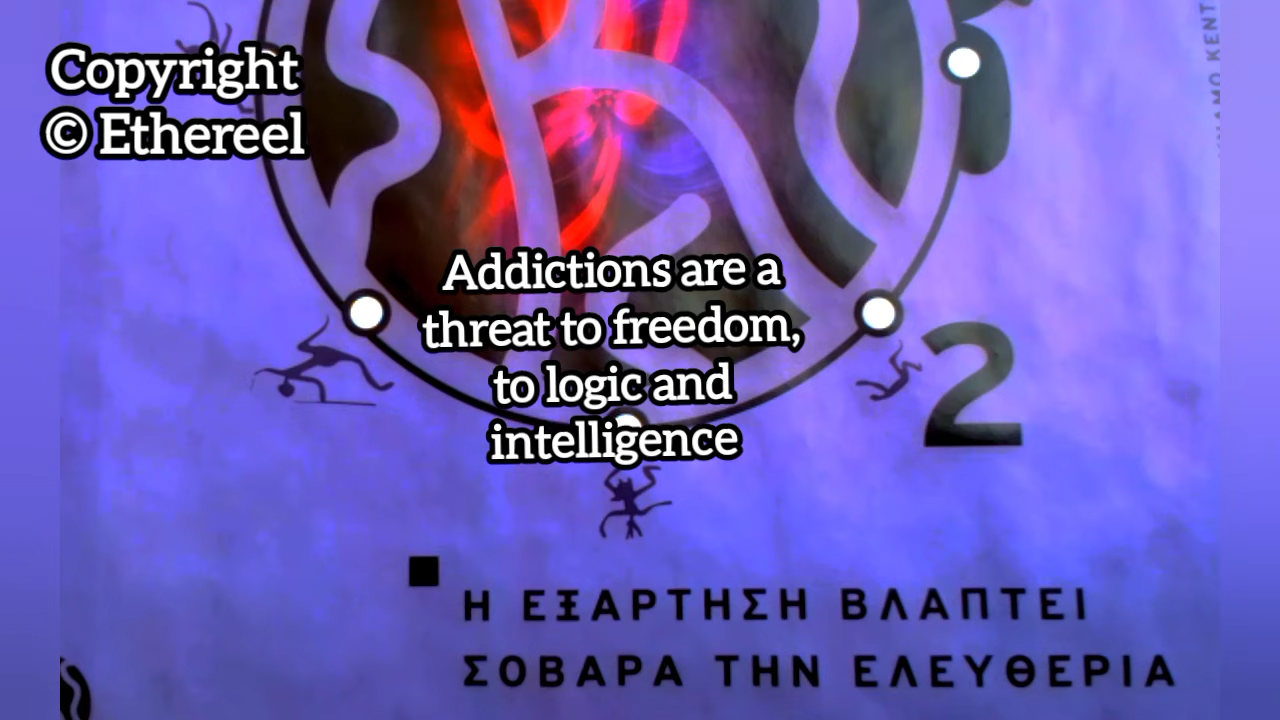 Copyright
© Ethereel
Addictions are a
threat to freedom,
to logic and
intelligence
2
Η ΕΞΑΡΤΗΣΗ ΒΛΑΠΤΕΙ
ΣΟΒΑΡΑ ΤΗΝ ΕΛΕΥΘΕΡΙΑ